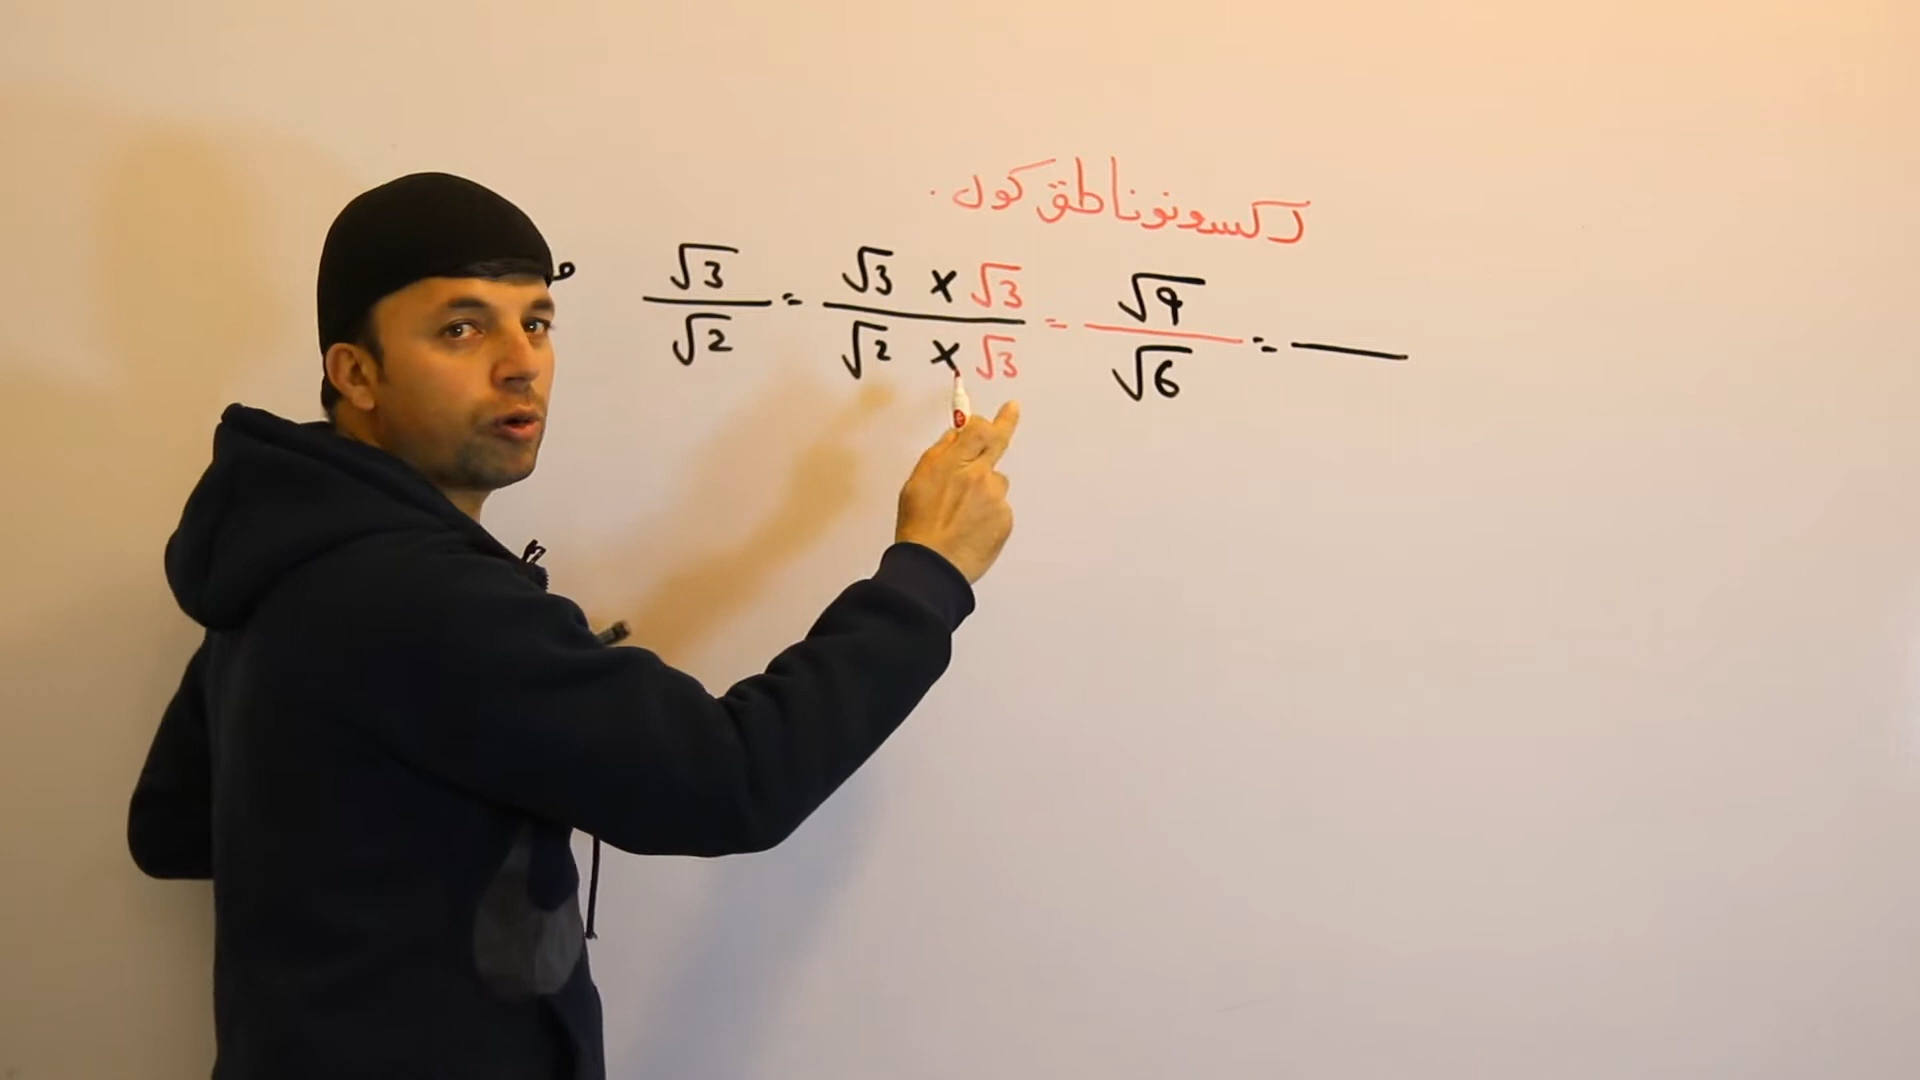 د کسرونو ناطق کول.
√3/√2 = √3 × √3/√2 × √3 = √9/√6 =